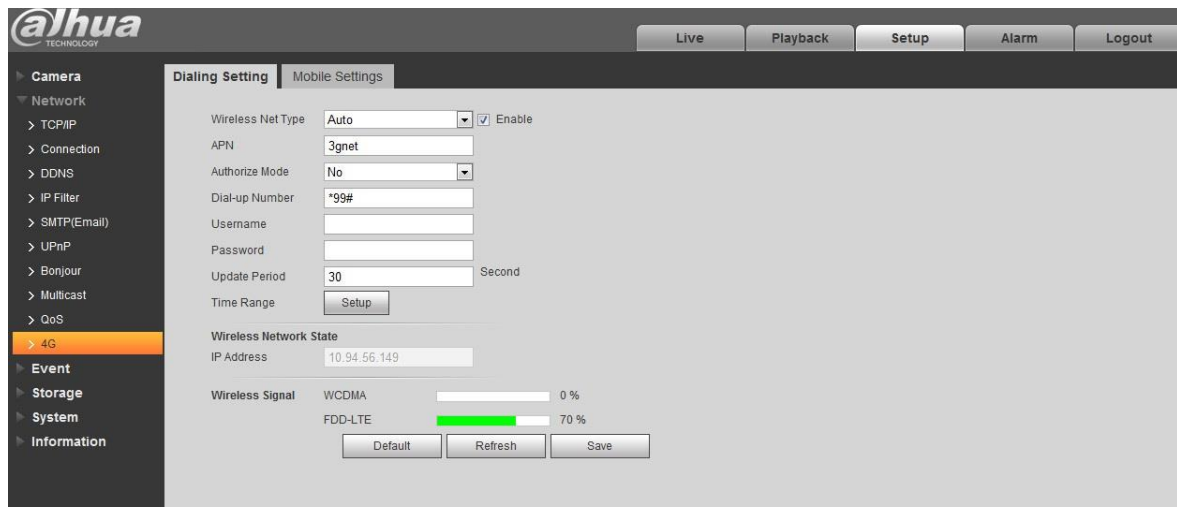 alhua
TECHNOLOGY
Live Playback Setup Alarm Logout
Camera
Network
TCP/IP
Connection
DDNS
IP Filter
SMTP(Email)
UPnP
Bonjour
Multicast
QoS
4G
Event
Storage
System
Information
Dialing Setting Mobile Settings
Wireless Net Type Auto Enable
APN 3gnet
Authorize Mode No
Dial-up Number *99#
Username
Password
Update Period 30 Second
Time Range Setup
Wireless Network State
IP Address 10.94.56.149
Wireless Signal WCDMA 0 %
FDD-LTE 70 %
Default Refresh Save